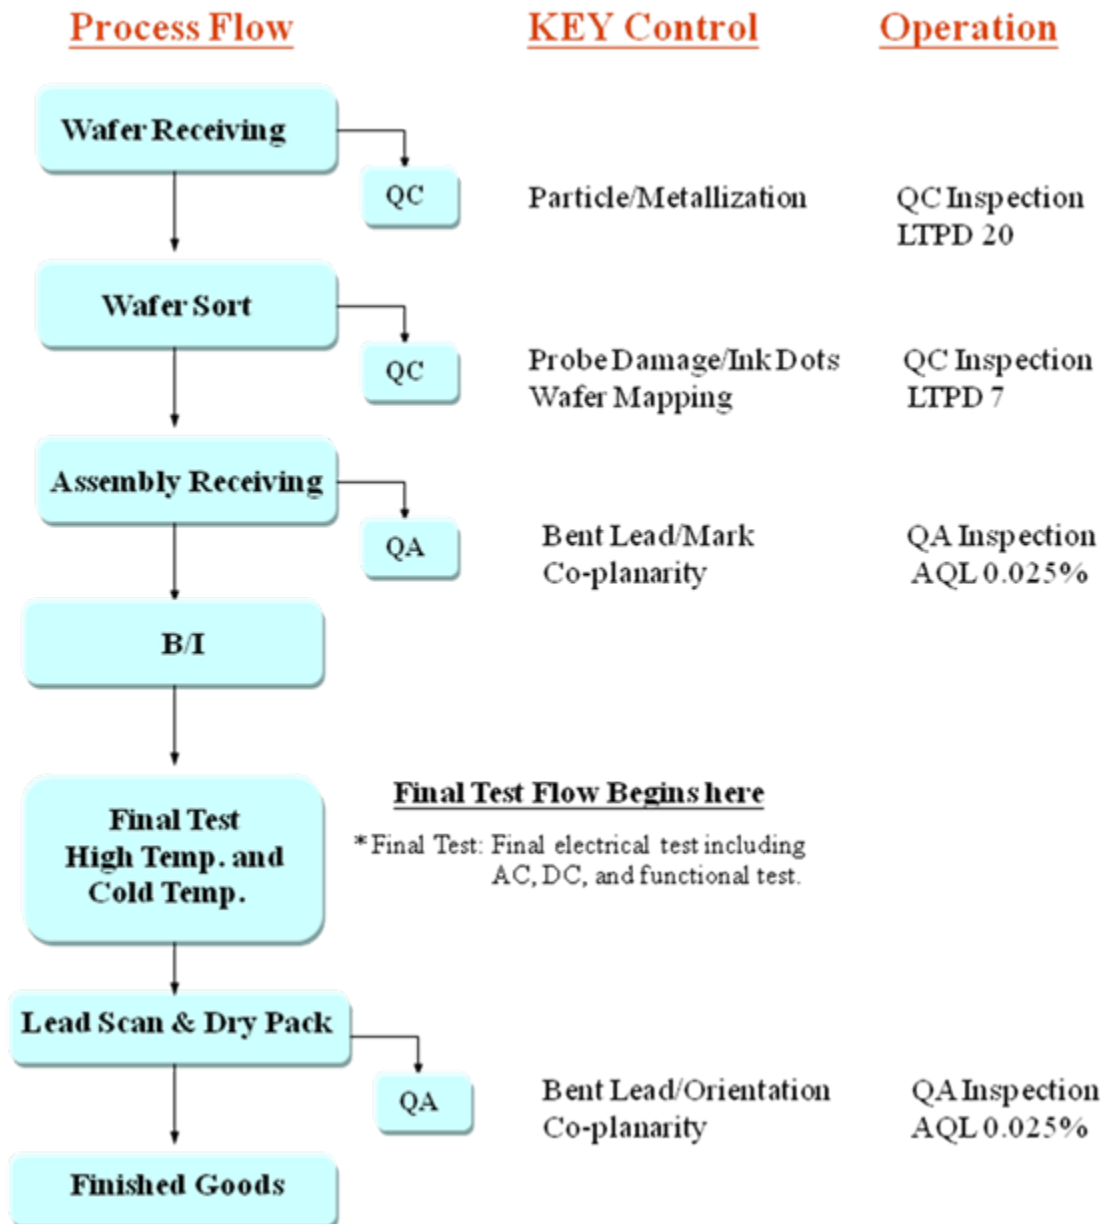 Process Flow
KEY Control
Operation
Wafer Receiving
QC
Particle/Metallization
QC Inspection
LTPD 20
Wafer Sort
QC
Probe Damage/Ink Dots
Wafer Mapping
QC Inspection
LTPD 7
Assembly Receiving
QA
Bent Lead/Mark
Co-planarity
QA Inspection
AQL 0.025%
B/I
Final Test
High Temp. and
Cold Temp.
Final Test Flow Begins here
*Final Test: Final electrical test including
AC, DC, and functional test.
Lead Scan & Dry Pack
QA
Bent Lead/Orientation
Co-planarity
QA Inspection
AQL 0.025%
Finished Goods